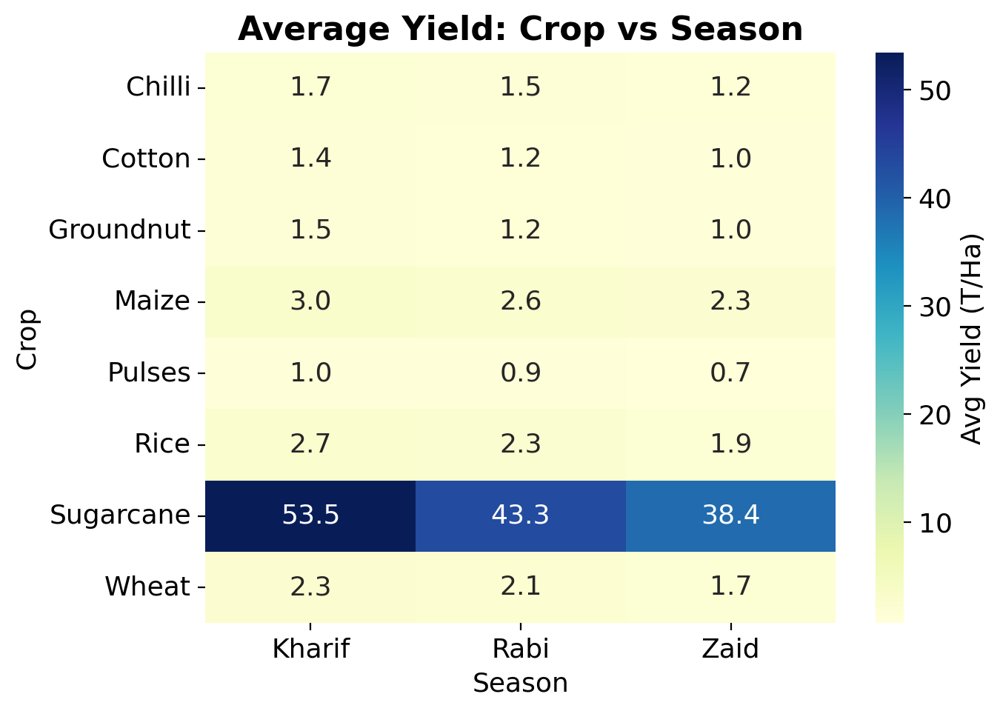 Average Yield: Crop vs Season
Chilli 1.7 1.5 1.2
Cotton 1.4 1.2 1.0
Groundnut 1.5 1.2 1.0
Maize 3.0 2.6 2.3
Pulses 1.0 0.9 0.7
Rice 2.7 2.3 1.9
Sugarcane 53.5 43.3 38.4
Wheat 2.3 2.1 1.7
Kharif Rabi Zaid
Season
Crop
50
40
30
20
10
Avg Yield (T/Ha)